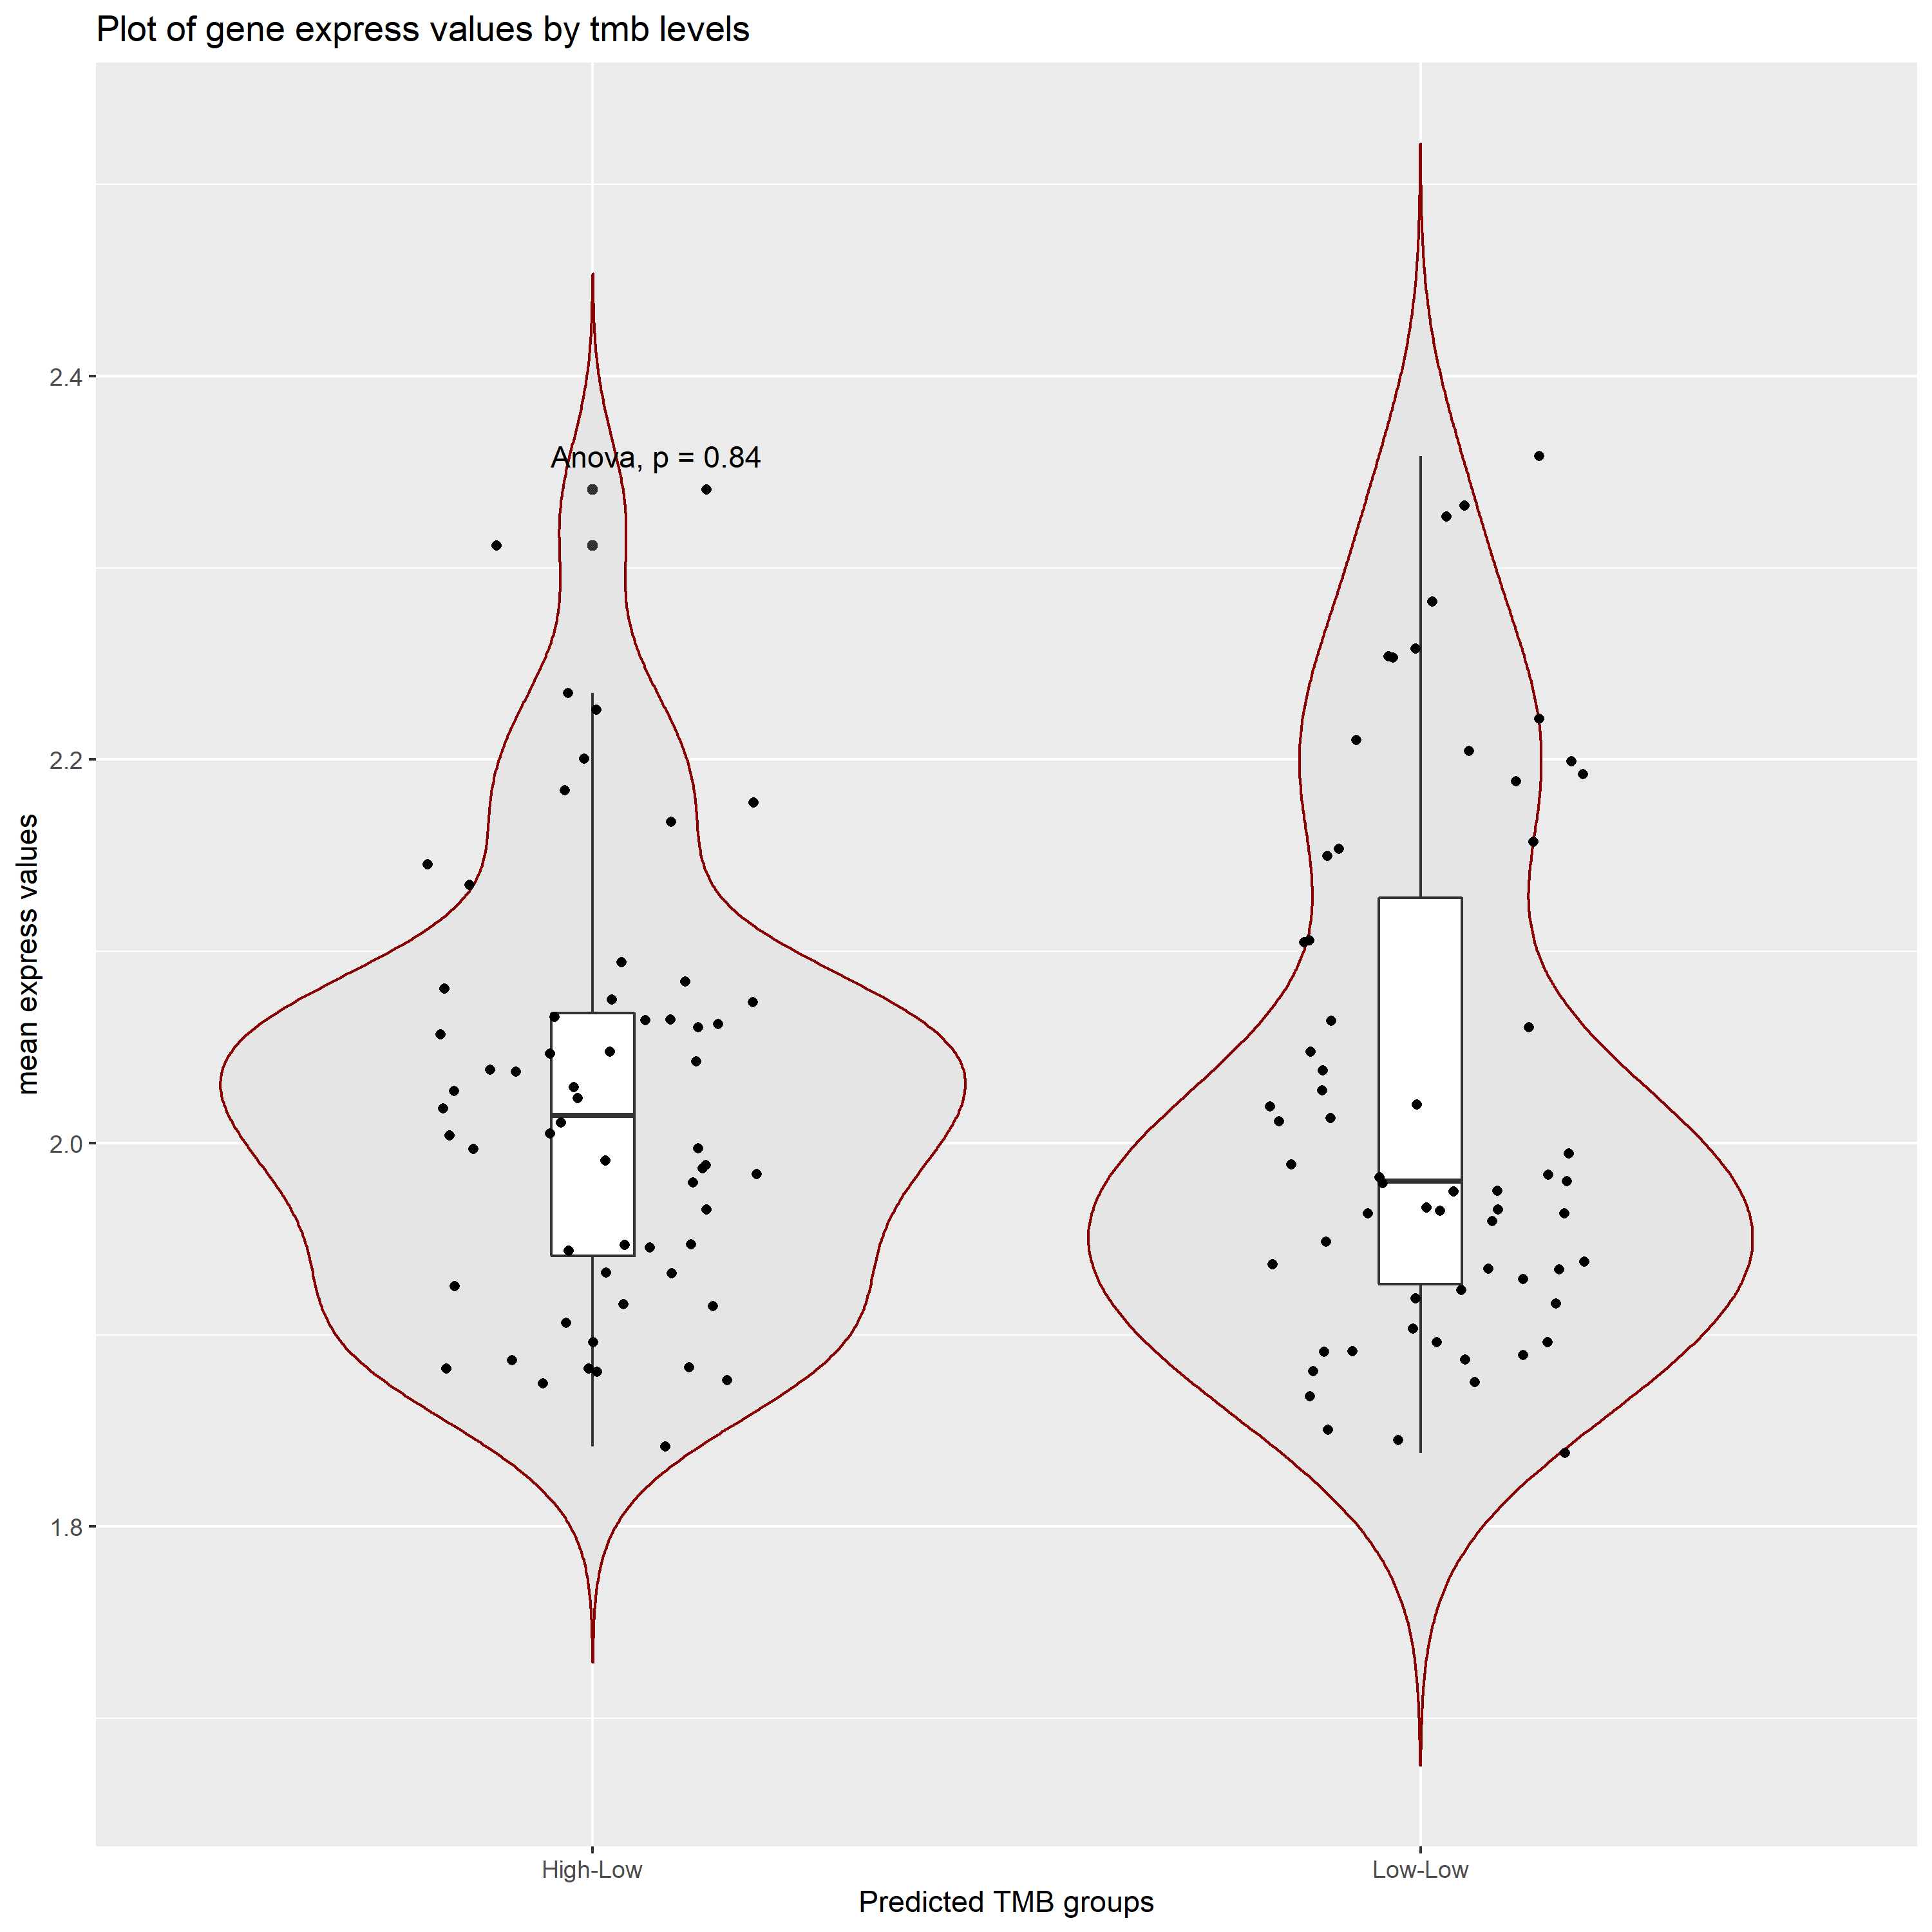 Plot of gene express values by tmb levels
mean express values
2.4
2.2
2.0
1.8
Anova, p = 0.84
High-Low
Low-Low
Predicted TMB groups